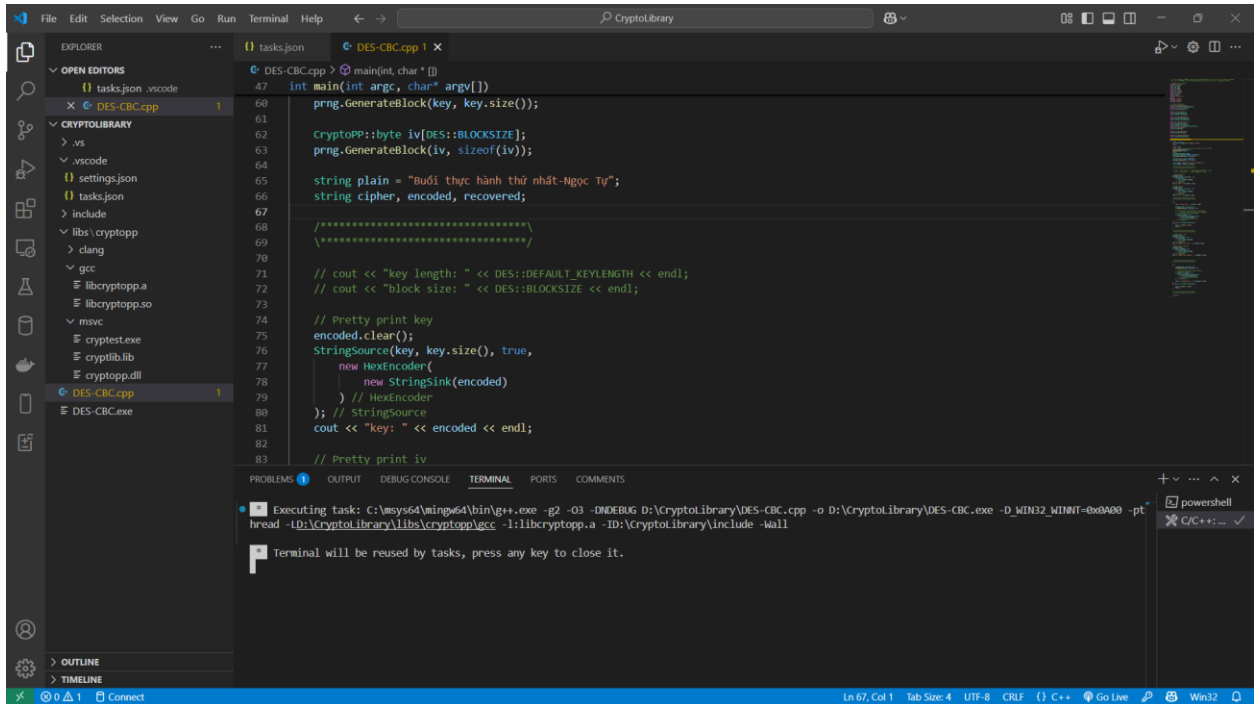 File Edit Selection View Go Run Terminal Help
CryptoLibrary
EXPLORER
OPEN EDITORS
{} tasks.json .vscode
DES-CBC.cpp 1
CRYPTOLIBRARY
.vs
.vscode
{} settings.json
{} tasks.json
include
libs\cryptopp
clang
gcc
libcryptopp.a
libcryptopp.so
msvc
cryptest.exe
cryptlib.lib
cryptopp.dll
DES-CBC.cpp 1
DES-CBC.exe
OUTLINE
TIMELINE
{} tasks.json DES-CBC.cpp 1
DES-CBC.cpp > main(int, char * [])
47 int main(int argc, char* argv[])
60 prng.GenerateBlock(key, key.size());
61
62 CryptoPP::byte iv[DES::BLOCKSIZE];
63 prng.GenerateBlock(iv, sizeof(iv));
64
65 string plain = "Buổi thực hành thứ nhất-Ngọc Tự";
66 string cipher, encoded, recovered;
67
68 /*********************************\
69 \*********************************/
70
71 // cout << "key length: " << DES::DEFAULT_KEYLENGTH << endl;
72 // cout << "block size: " << DES::BLOCKSIZE << endl;
73
74 // Pretty print key
75 encoded.clear();
76 StringSource(key, key.size(), true,
77 new HexEncoder(
78 new StringSink(encoded)
79 ) // HexEncoder
80 ); // StringSource
81 cout << "key: " << encoded << endl;
82
83 // Pretty print iv
PROBLEMS 1 OUTPUT DEBUG CONSOLE TERMINAL PORTS COMMENTS
* Executing task: C:\msys64\mingw64\bin\g++.exe -g2 -O3 -DNDEBUG D:\CryptoLibrary\DES-CBC.cpp -o D:\CryptoLibrary\DES-CBC.exe -D_WIN32_WINNT=0x0A00 -pt
hread -LD:\CryptoLibrary\libs\cryptopp\gcc -l:libcryptopp.a -ID:\CryptoLibrary\include -Wall
* Terminal will be reused by tasks, press any key to close it.
powershell
C/C++: ...
0 1 Connect
Ln 67, Col 1 Tab Size: 4 UTF-8 CRLF {} C++ Go Live Win32